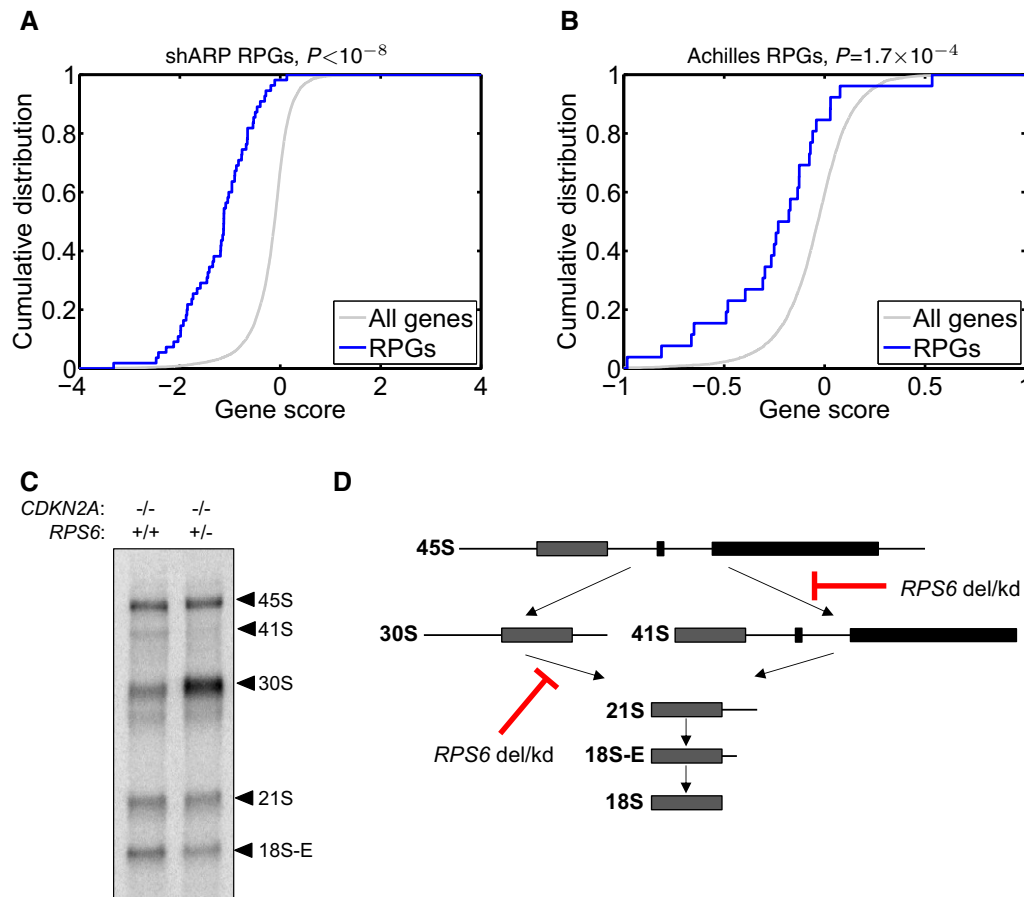 A
shARP RPGs, P<10−8
Cumulative distribution
1
0.8
0.6
0.4
0.2
0
−4
−2
0
2
4
Gene score
All genes
RPGs
B
Achilles RPGs, P=1.7×10−4
Cumulative distribution
1
0.8
0.6
0.4
0.2
0
−1
−0.5
0
0.5
1
Gene score
All genes
RPGs
C
CDKN2A: -/- -/-
RPS6: +/+ +/-
45S
41S
30S
21S
18S-E
D
45S
RPS6 del/kd
30S
41S
21S
RPS6 del/kd
18S-E
18S